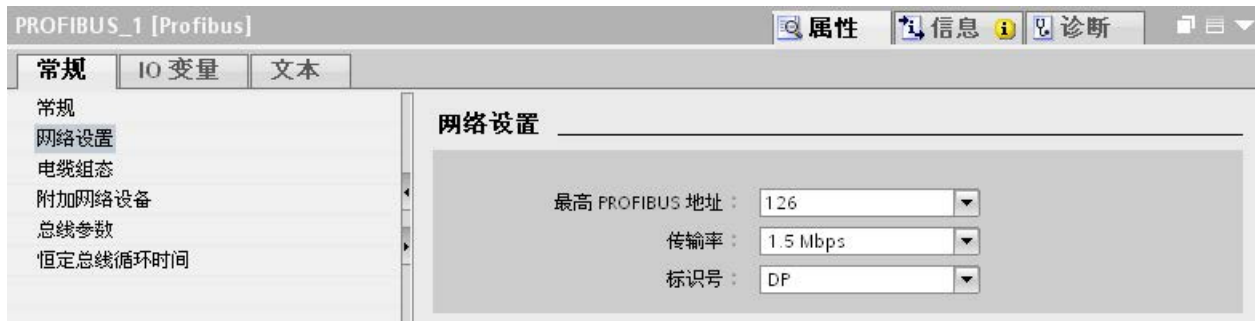 PROFIBUS_1 [Profibus]
属性
信息
诊断
常规
IO 变量
文本
常规
网络设置
电缆组态
附加网络设备
总线参数
恒定总线循环时间
网络设置
最高 PROFIBUS 地址：
126
传输率：
1.5 Mbps
标识号：
DP